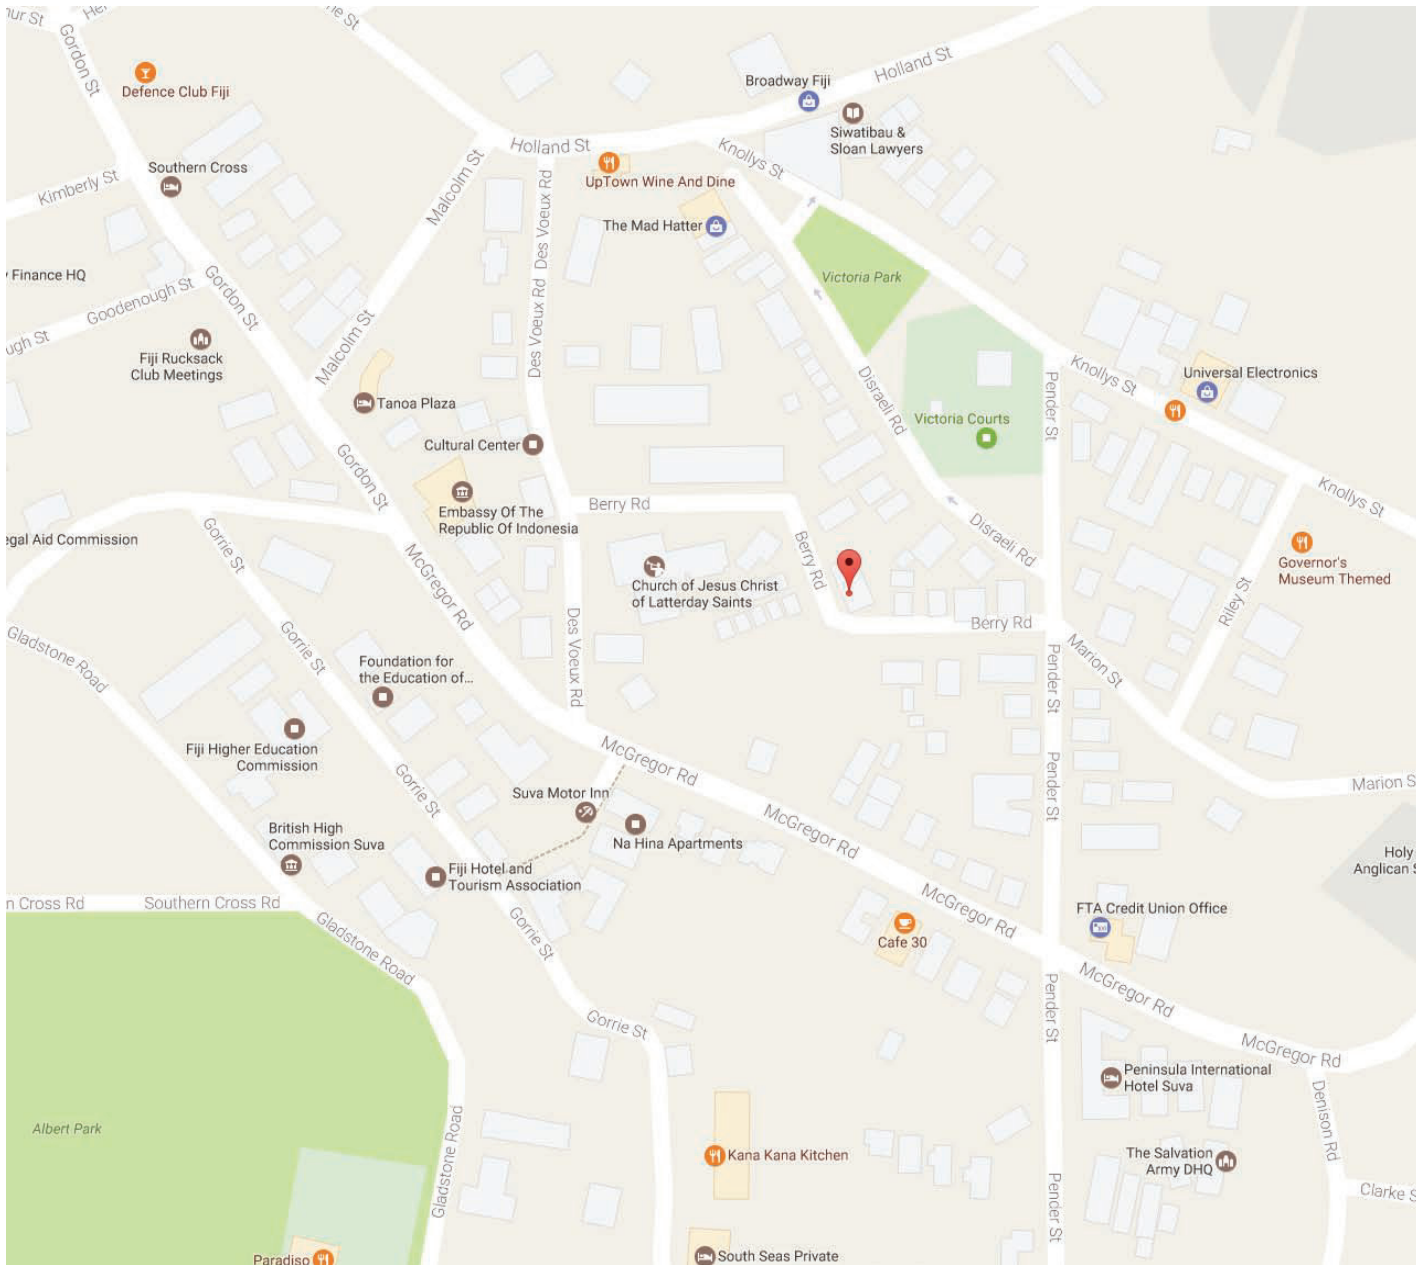 Gordon St
Defence Club Fiji
Broadway Fiji
Holland St
Siwatibau &
Sloan Lawyers
Holland St
Knollys St
Malcolm St
Southern Cross
Kimberly St
UpTown Wine And Dine
The Mad Hatter
Des Voeux Rd
Des Voeux Rd
Finance HQ
Goodenough St
Gordon St
Victoria Park
Malcolm St
Fiji Rucksack
Club Meetings
Knollys St
Universal Electronics
Pender St
Disraeli Rd
Tanoa Plaza
Victoria Courts
Cultural Center
Gordon St
Embassy Of The
Republic Of Indonesia
Berry Rd
Knollys St
Disraeli Rd
Gorrie St
egal Aid Commission
McGregor Rd
Berry Rd
Governor's
Museum Themed
Church of Jesus Christ
of Latterday Saints
Riley St
Berry Rd
Gladstone Road
Gorrie St
Des Voeux Rd
Foundation for
the Education of...
Marion St
Pender St
Fiji Higher Education
Commission
McGregor Rd
Pender St
Marion S
Gorrie St
Suva Motor Inn
McGregor Rd
British High
Commission Suva
Na Hina Apartments
Holy
Anglican S
Fiji Hotel and
Tourism Association
n Cross Rd
Southern Cross Rd
McGregor Rd
FTA Credit Union Office
Cafe 30
Gladstone Road
Gorrie St
McGregor Rd
Pender St
Gorrie St
McGregor Rd
Peninsula International
Hotel Suva
Denison Rd
Albert Park
Gladstone Road
Kana Kana Kitchen
The Salvation
Army DHQ
Pender St
Clarke S
Paradiso
South Seas Private